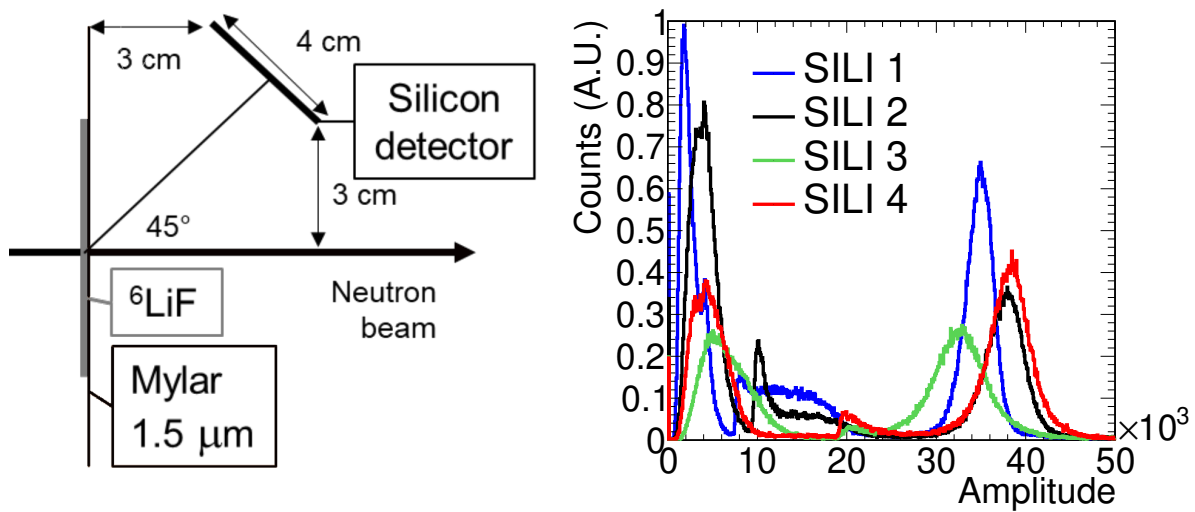 3 cm
4 cm
Silicon
detector
3 cm
45°
Neutron
beam
⁶LiF
Mylar
1.5 μm
Counts (A.U.)
1
0.9
0.8
0.7
0.6
0.5
0.4
0.3
0.2
0.1
0
SILI 1
SILI 2
SILI 3
SILI 4
0 10 20 30 40 50
×10³
Amplitude